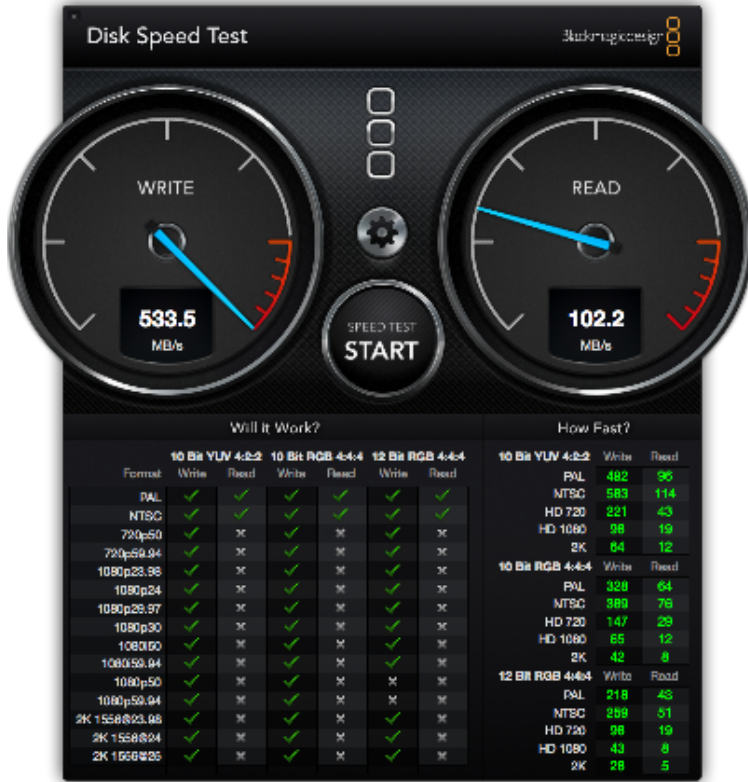 Disk Speed Test
Blackmagicdesign
WRITE
READ
533.5
MB/s
SPEED TEST
START
102.2
MB/s
Will it Work?
10 Bit YUV 4:2:2 10 Bit RGB 4:4:4 12 Bit RGB 4:4:4
Format Write Read Write Read Write Read
PAL ✓ ✓ ✓ ✓ ✓ ✓
NTSC ✓ ✓ ✓ ✓ ✓ ✓
720p50 ✓ × ✓ × ✓ ×
720p59.94 ✓ × ✓ × ✓ ×
1080p23.98 ✓ × ✓ × ✓ ×
1080p24 ✓ × ✓ × ✓ ×
1080p29.97 ✓ × ✓ × ✓ ×
1080p30 ✓ × ✓ × ✓ ×
1080i50 ✓ × ✓ × ✓ ×
1080i59.94 ✓ × ✓ × ✓ ×
1080p50 ✓ × ✓ × × ×
1080p59.94 ✓ × ✓ × × ×
2K 1556@23.98 ✓ × ✓ × ✓ ×
2K 1556@24 ✓ × ✓ × ✓ ×
2K 1556@25 ✓ × ✓ × ✓ ×
How Fast?
10 Bit YUV 4:2:2 Write Read
PAL 482 96
NTSC 583 114
HD 720 221 43
HD 1080 98 19
2K 64 12
10 Bit RGB 4:4:4 Write Read
PAL 328 64
NTSC 389 76
HD 720 147 29
HD 1080 65 12
2K 42 8
12 Bit RGB 4:4:4 Write Read
PAL 218 43
NTSC 259 51
HD 720 98 19
HD 1080 43 8
2K 28 5